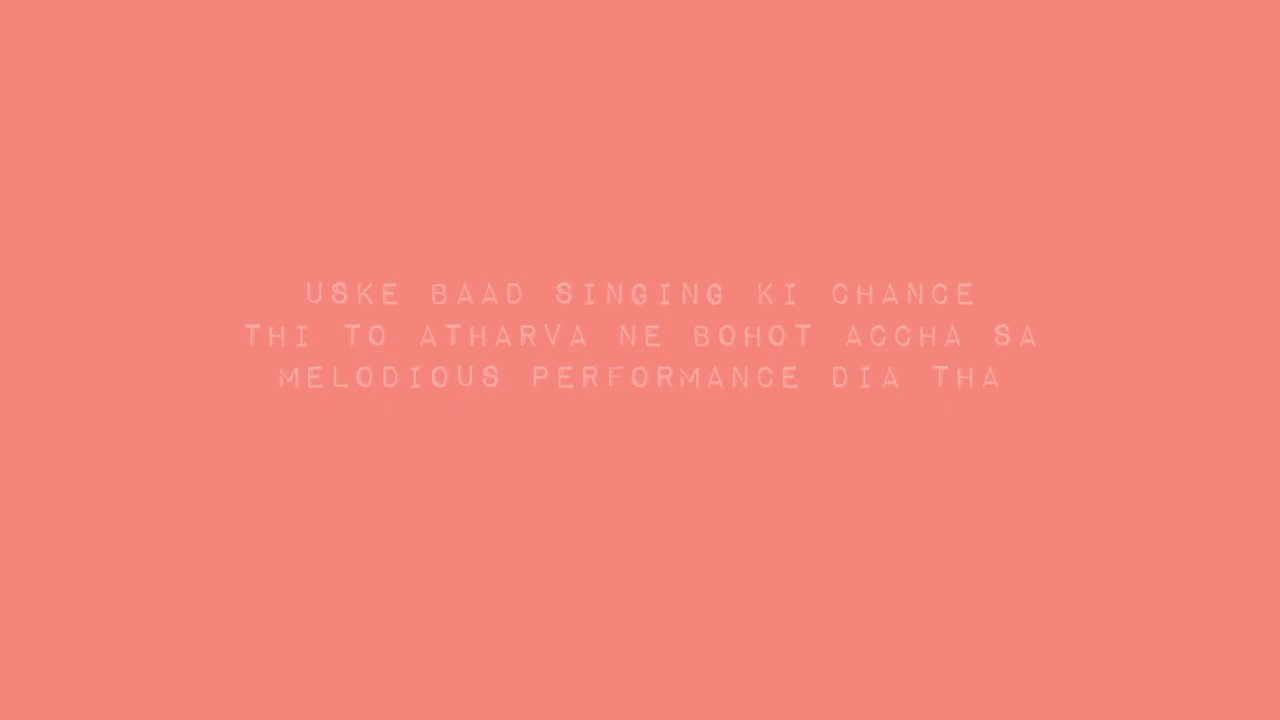 USKE BAAD SINGING KI CHANCE
THI TO ATHARVA NE BOHOT ACCHA SA
MELODIOUS PERFORMANCE DIA THA